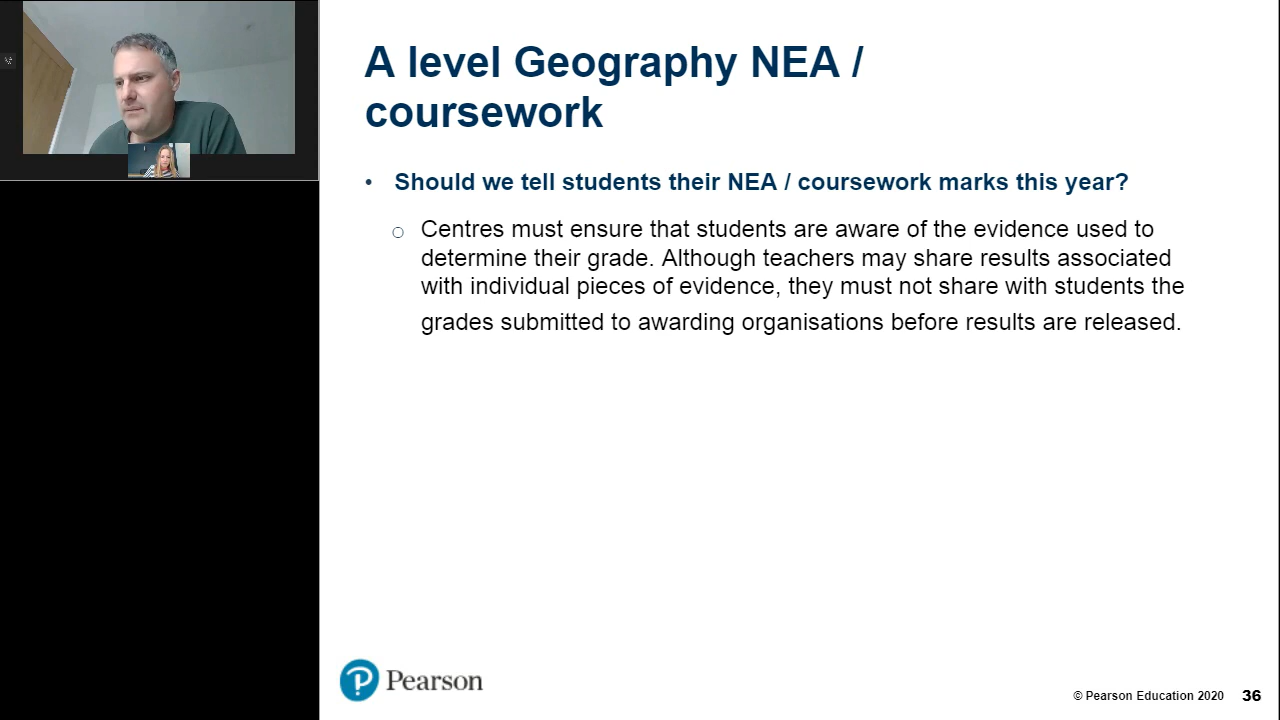 A level Geography NEA /
coursework
• Should we tell students their NEA / coursework marks this year?
o Centres must ensure that students are aware of the evidence used to
determine their grade. Although teachers may share results associated
with individual pieces of evidence, they must not share with students the
grades submitted to awarding organisations before results are released.
Pearson
© Pearson Education 2020 36